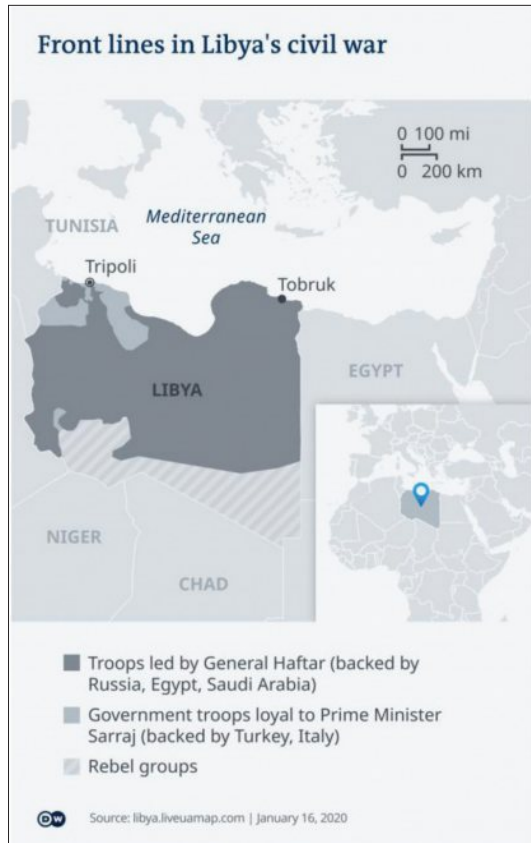 Front lines in Libya's civil war
0 100 mi
0 200 km
TUNISIA
Mediterranean
Sea
Tripoli
Tobruk
LIBYA
EGYPT
NIGER
CHAD
Troops led by General Haftar (backed by
Russia, Egypt, Saudi Arabia)
Government troops loyal to Prime Minister
Sarraj (backed by Turkey, Italy)
Rebel groups
DW
Source: libya.liveuamap.com | January 16, 2020